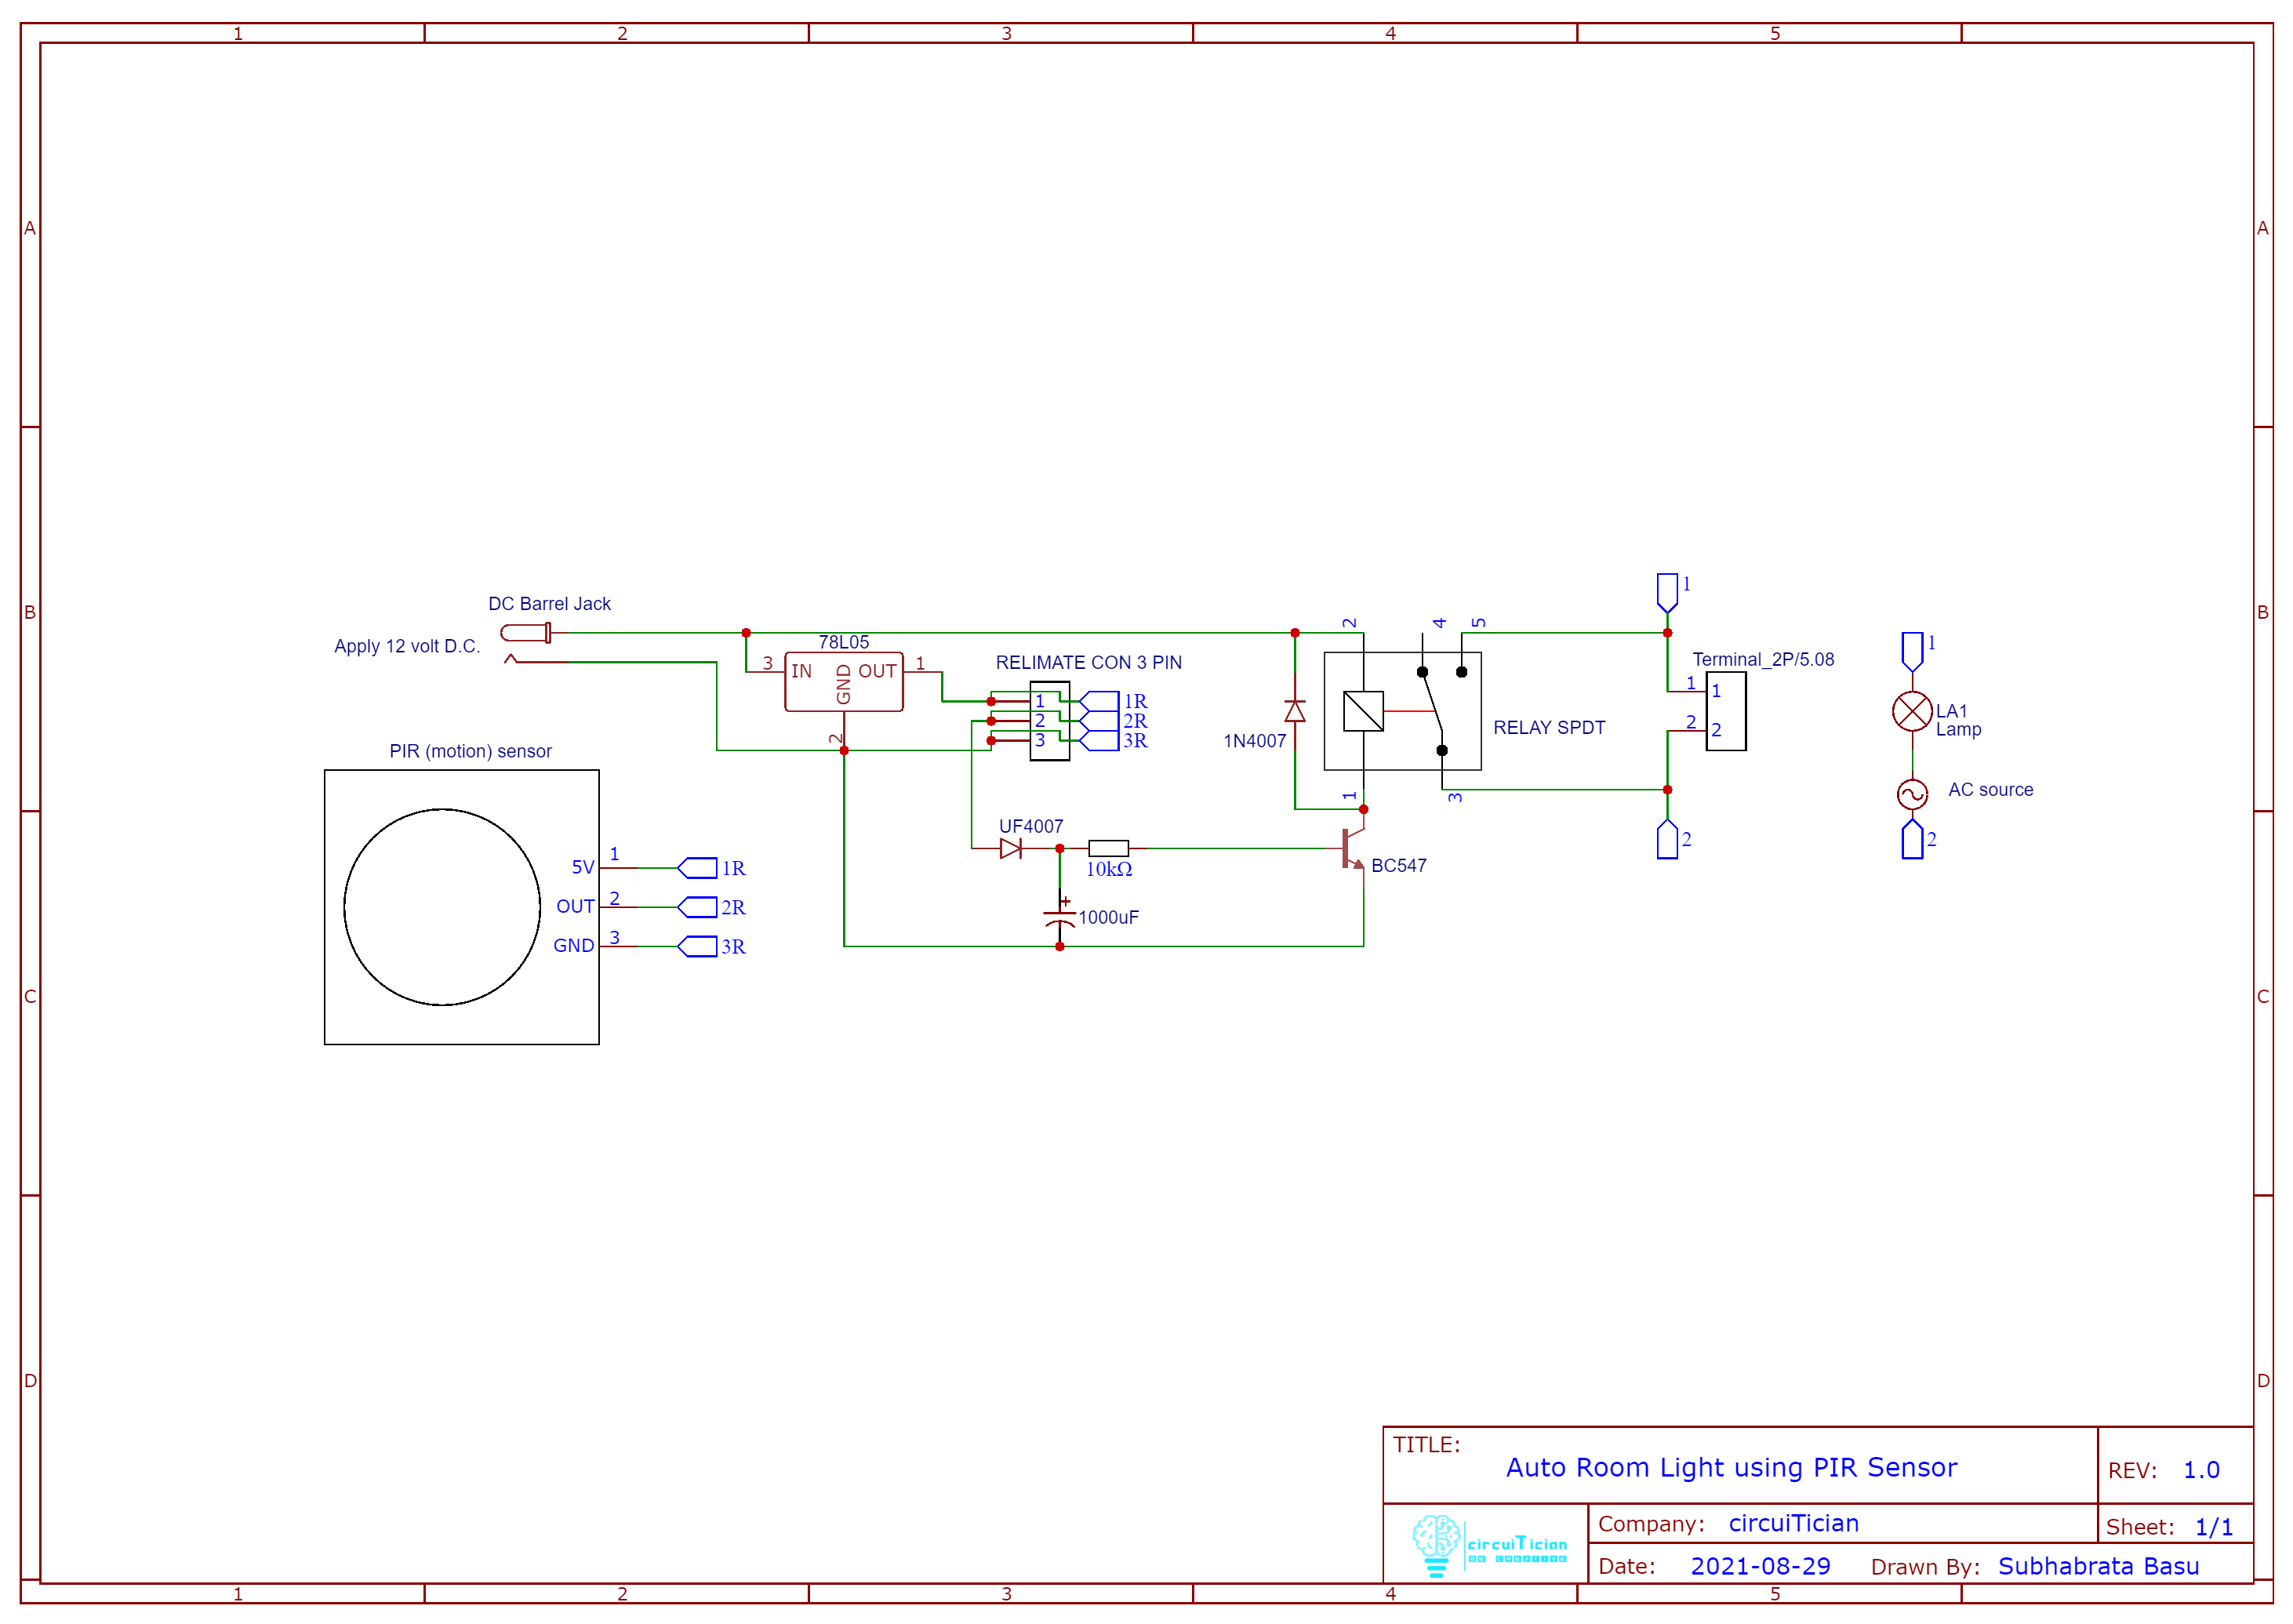 1 2 3 4 5
A A
DC Barrel Jack
Apply 12 volt D.C.
78L05
3 IN GND OUT 1
2
RELIMATE CON 3 PIN
1 1R
2 2R
3 3R
1N4007
2 4 5
RELAY SPDT
1 3
1
Terminal_2P/5.08
1 1
2 2
2
1
LA1
Lamp
AC source
2
B B
PIR (motion) sensor
5V 1 1R
OUT 2 2R
GND 3 3R
UF4007
10kΩ
+
1000uF
BC547
C C
D D
TITLE:
Auto Room Light using PIR Sensor
REV: 1.0
circuiTician
BE CREATIVE
Company: circuiTician
Sheet: 1/1
Date: 2021-08-29 Drawn By: Subhabrata Basu
1 2 3 4 5